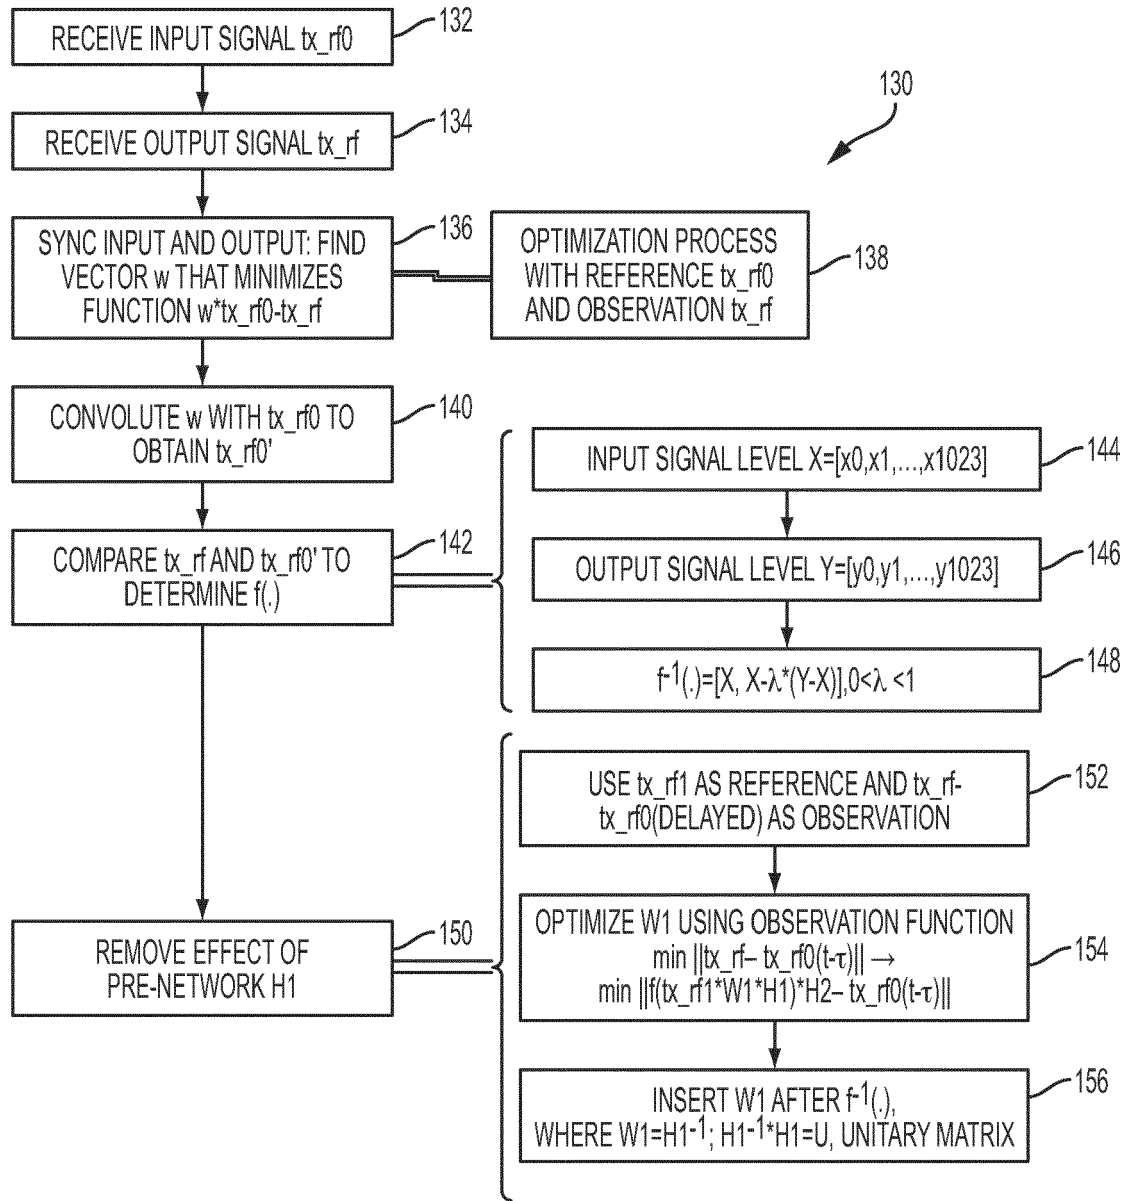 RECEIVE INPUT SIGNAL tx_rf0
132
RECEIVE OUTPUT SIGNAL tx_rf
134
130
SYNC INPUT AND OUTPUT: FIND
VECTOR w THAT MINIMIZES
FUNCTION w*tx_rf0-tx_rf
136
OPTIMIZATION PROCESS
WITH REFERENCE tx_rf0
AND OBSERVATION tx_rf
138
CONVOLUTE w WITH tx_rf0 TO
OBTAIN tx_rf0'
140
COMPARE tx_rf AND tx_rf0' TO
DETERMINE f(.)
142
INPUT SIGNAL LEVEL X=[x0,x1,...,x1023]
144
OUTPUT SIGNAL LEVEL Y=[y0,y1,...,y1023]
146
f-1(.)=[X, X-λ*(Y-X)],0<λ <1
148
REMOVE EFFECT OF
PRE-NETWORK H1
150
USE tx_rf1 AS REFERENCE AND tx_rf-
tx_rf0(DELAYED) AS OBSERVATION
152
OPTIMIZE W1 USING OBSERVATION FUNCTION
min ||tx_rf– tx_rf0(t-τ)|| →
min ||f(tx_rf1*W1*H1)*H2– tx_rf0(t-τ)||
154
INSERT W1 AFTER f-1(.),
WHERE W1=H1-1; H1-1*H1=U, UNITARY MATRIX
156